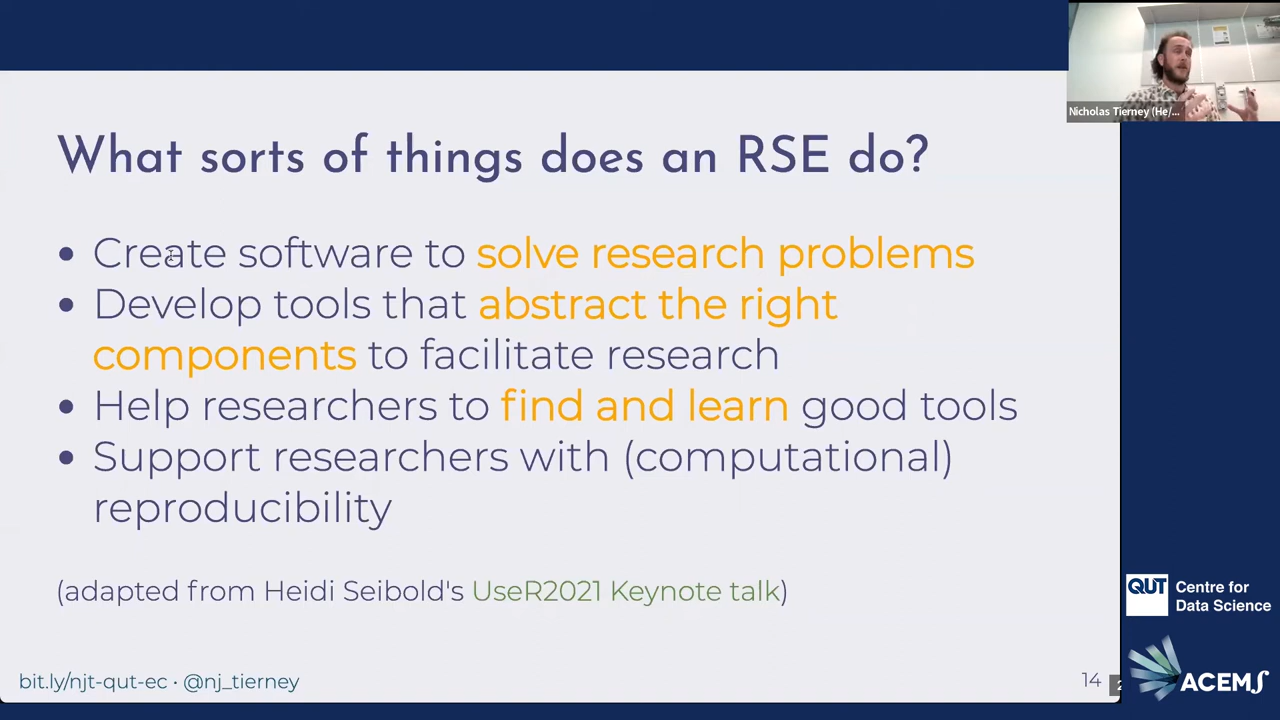 Nicholas Tierney (He/...
What sorts of things does an RSE do?
• Create software to solve research problems
• Develop tools that abstract the right
components to facilitate research
• Help researchers to find and learn good tools
• Support researchers with (computational)
reproducibility
(adapted from Heidi Seibold's UseR2021 Keynote talk)
QUT Centre for
Data Science
ACEMS
bit.ly/njt-qut-ec · @nj_tierney
14